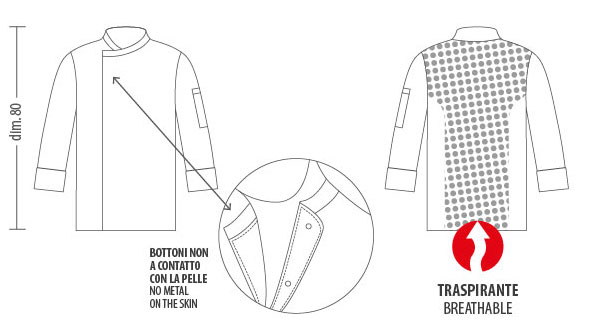 dim. 80
BOTTONI NON
A CONTATTO
CON LA PELLE
NO METAL
ON THE SKIN
TRASPIRANTE
BREATHABLE